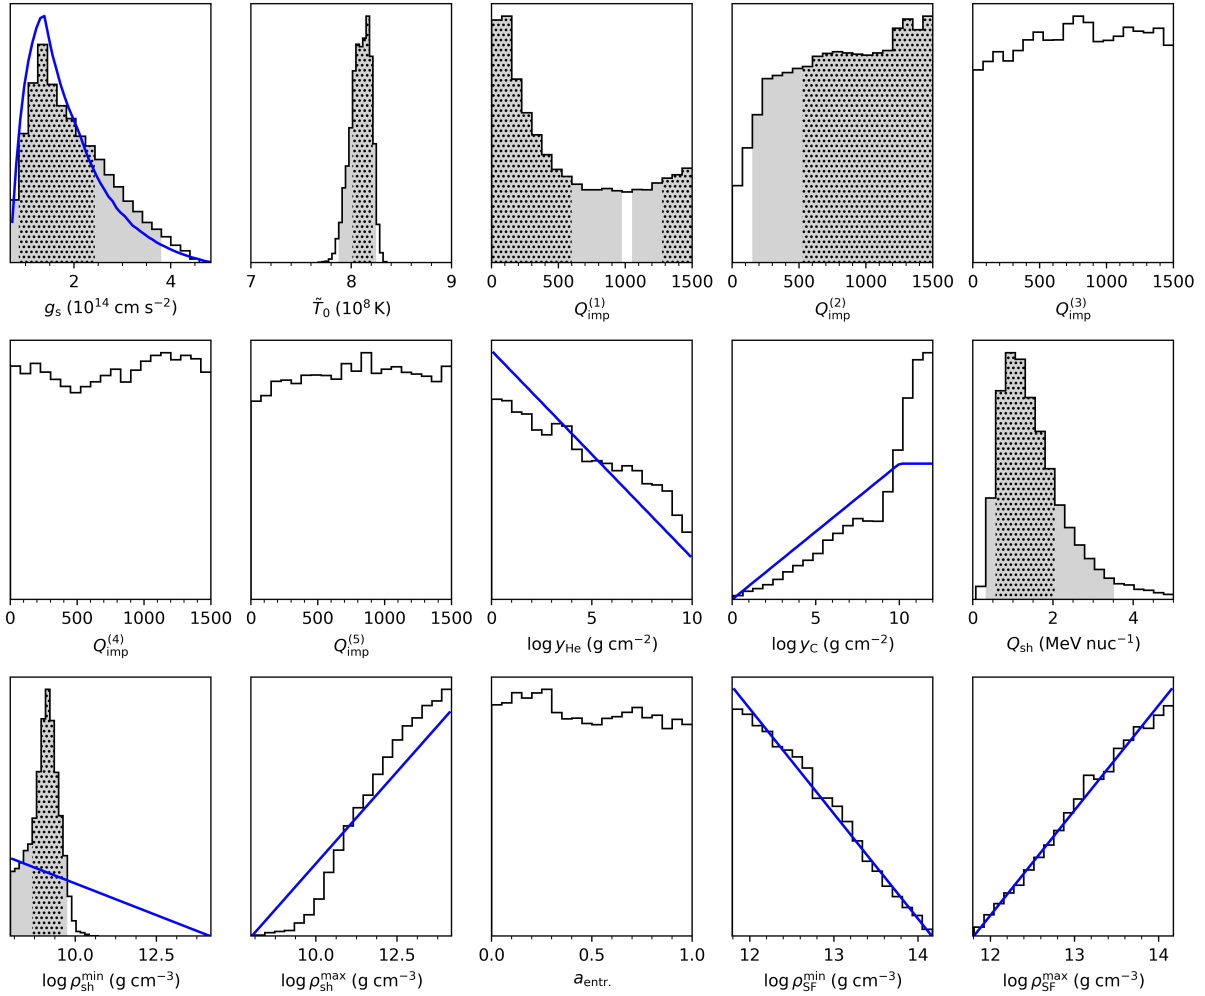 2 4
7 8 9
0 500 1000 1500
0 500 1000 1500
0 500 1000 1500
g_s (10^14 cm s^−2)
T̃_0 (10^8 K)
Q_imp^(1)
Q_imp^(2)
Q_imp^(3)
0 500 1000 1500
0 500 1000 1500
0 5 10
0 5 10
0 2 4
Q_imp^(4)
Q_imp^(5)
log y_He (g cm^−2)
log y_C (g cm^−2)
Q_sh (MeV nuc^−1)
10.0 12.5
10.0 12.5
0.0 0.5 1.0
12 13 14
12 13 14
log ρ_sh^min (g cm^−3)
log ρ_sh^max (g cm^−3)
a_entr.
log ρ_SF^min (g cm^−3)
log ρ_SF^max (g cm^−3)